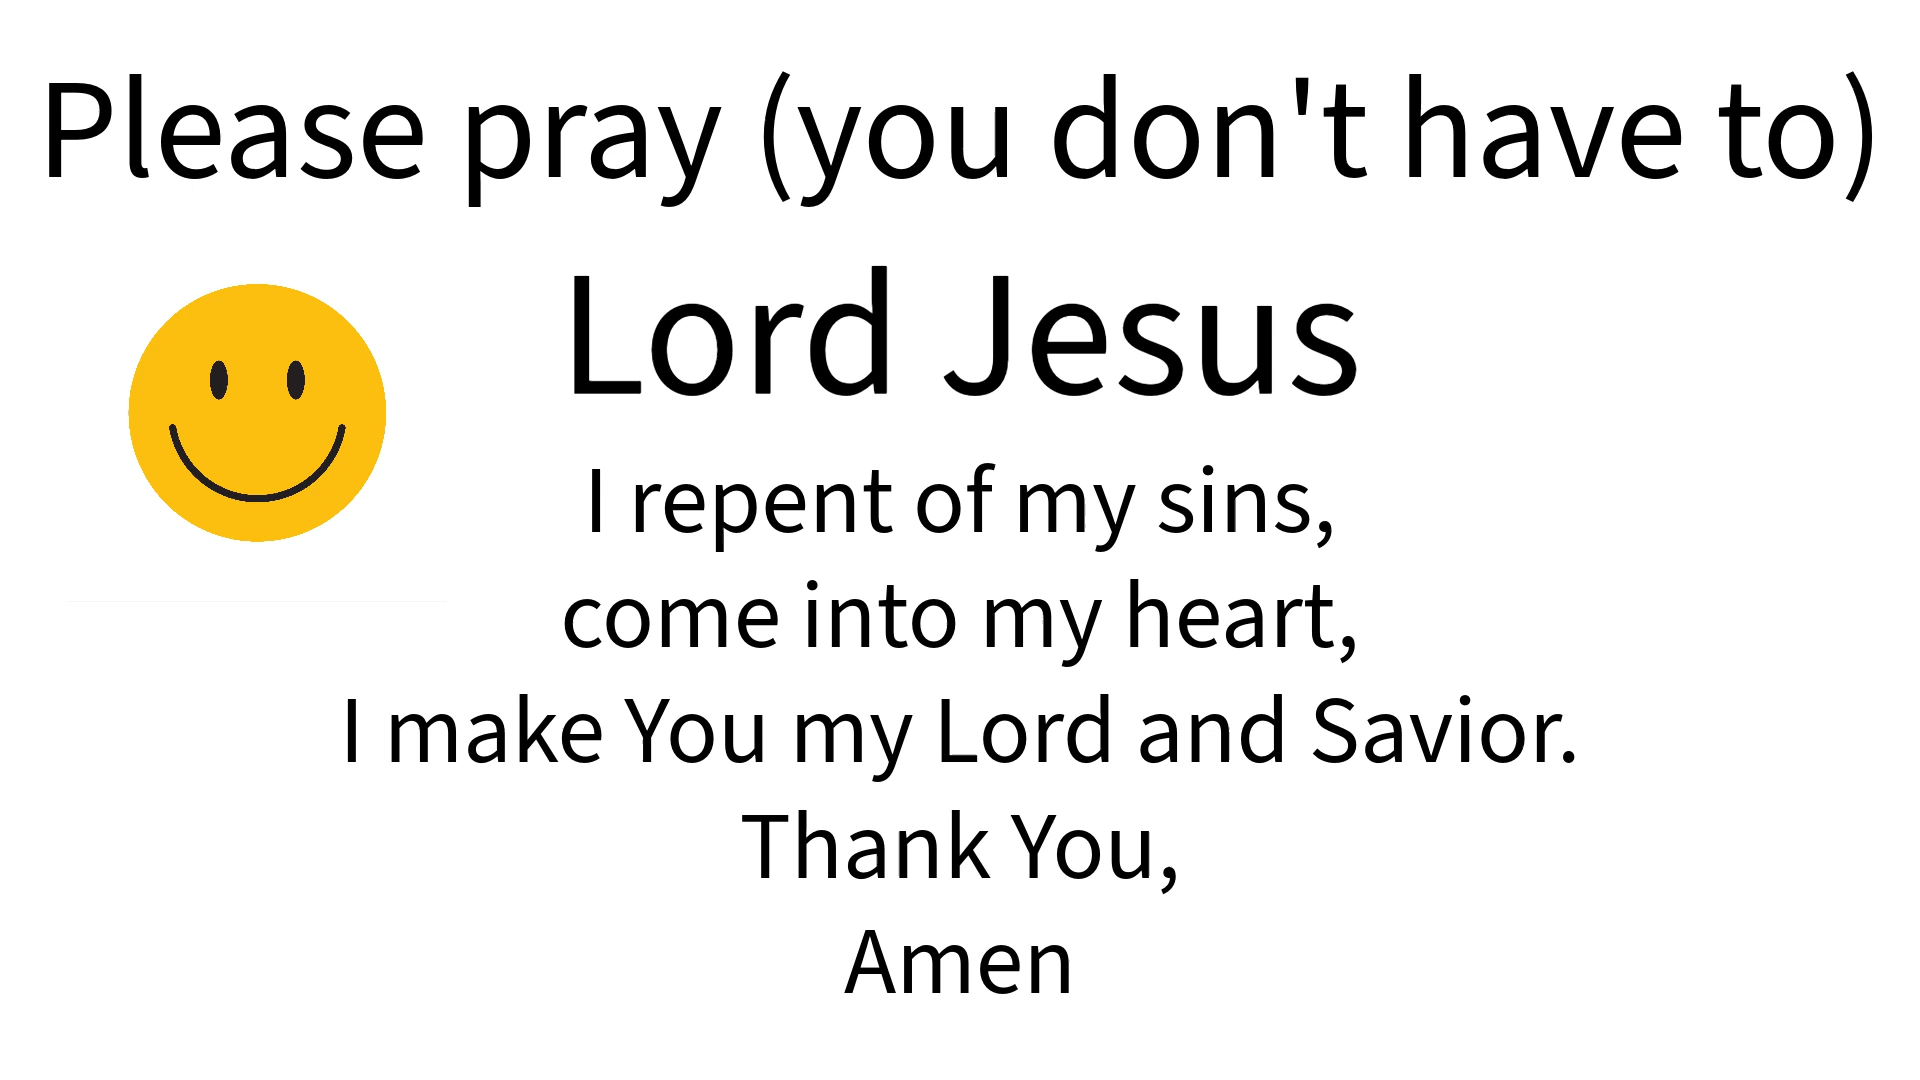 Please pray (you don't have to)
Lord Jesus
I repent of my sins,
come into my heart,
I make You my Lord and Savior.
Thank You,
Amen